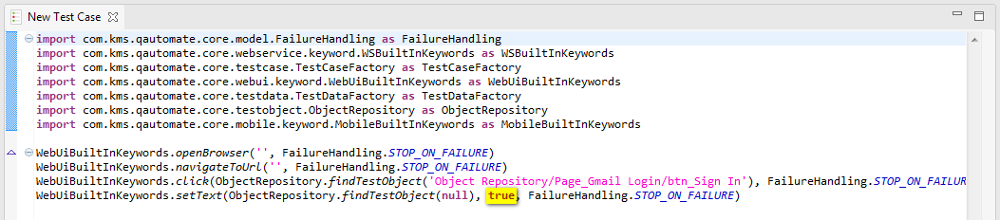 New Test Case
import com.kms.qautomate.core.model.FailureHandling as FailureHandling
import com.kms.qautomate.core.webservice.keyword.WSBuiltInKeywords as WSBuiltInKeywords
import com.kms.qautomate.core.testcase.TestCaseFactory as TestCaseFactory
import com.kms.qautomate.core.webui.keyword.WebUiBuiltInKeywords as WebUiBuiltInKeywords
import com.kms.qautomate.core.testdata.TestDataFactory as TestDataFactory
import com.kms.qautomate.core.testobject.ObjectRepository as ObjectRepository
import com.kms.qautomate.core.mobile.keyword.MobileBuiltInKeywords as MobileBuiltInKeywords
WebUiBuiltInKeywords.openBrowser('', FailureHandling.STOP_ON_FAILURE)
WebUiBuiltInKeywords.navigateToUrl('', FailureHandling.STOP_ON_FAILURE)
WebUiBuiltInKeywords.click(ObjectRepository.findTestObject('Object Repository/Page_Gmail Login/btn_Sign In'), FailureHandling.STOP_ON_FAILUR
WebUiBuiltInKeywords.setText(ObjectRepository.findTestObject(null), true, FailureHandling.STOP_ON_FAILURE)